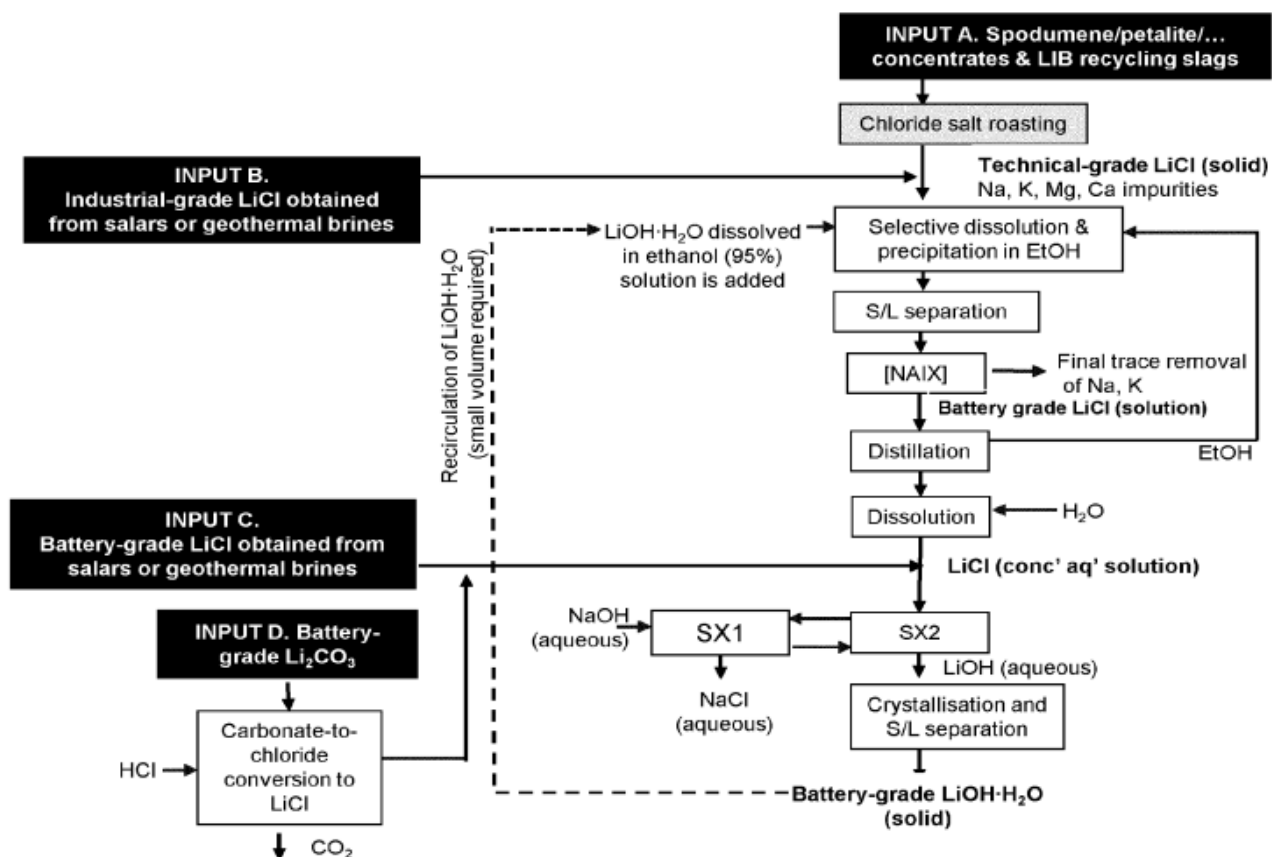 INPUT A. Spodumene/petalite/…
concentrates & LIB recycling slags
Chloride salt roasting
Technical-grade LiCl (solid)
Na, K, Mg, Ca impurities
INPUT B.
Industrial-grade LiCl obtained
from salars or geothermal brines
LiOH·H₂O dissolved
in ethanol (95%)
solution is added
Selective dissolution &
precipitation in EtOH
Recirculation of LiOH·H₂O
(small volume required)
S/L separation
[NAIX]
Final trace removal
of Na, K
Battery grade LiCl (solution)
Distillation
EtOH
Dissolution
H₂O
INPUT C.
Battery-grade LiCl obtained from
salars or geothermal brines
LiCl (conc' aq' solution)
INPUT D. Battery-
grade Li₂CO₃
NaOH
(aqueous)
SX1
SX2
LiOH (aqueous)
NaCl
(aqueous)
Crystallisation and
S/L separation
HCl
Carbonate-to-
chloride
conversion to
LiCl
CO₂
Battery-grade LiOH·H₂O
(solid)